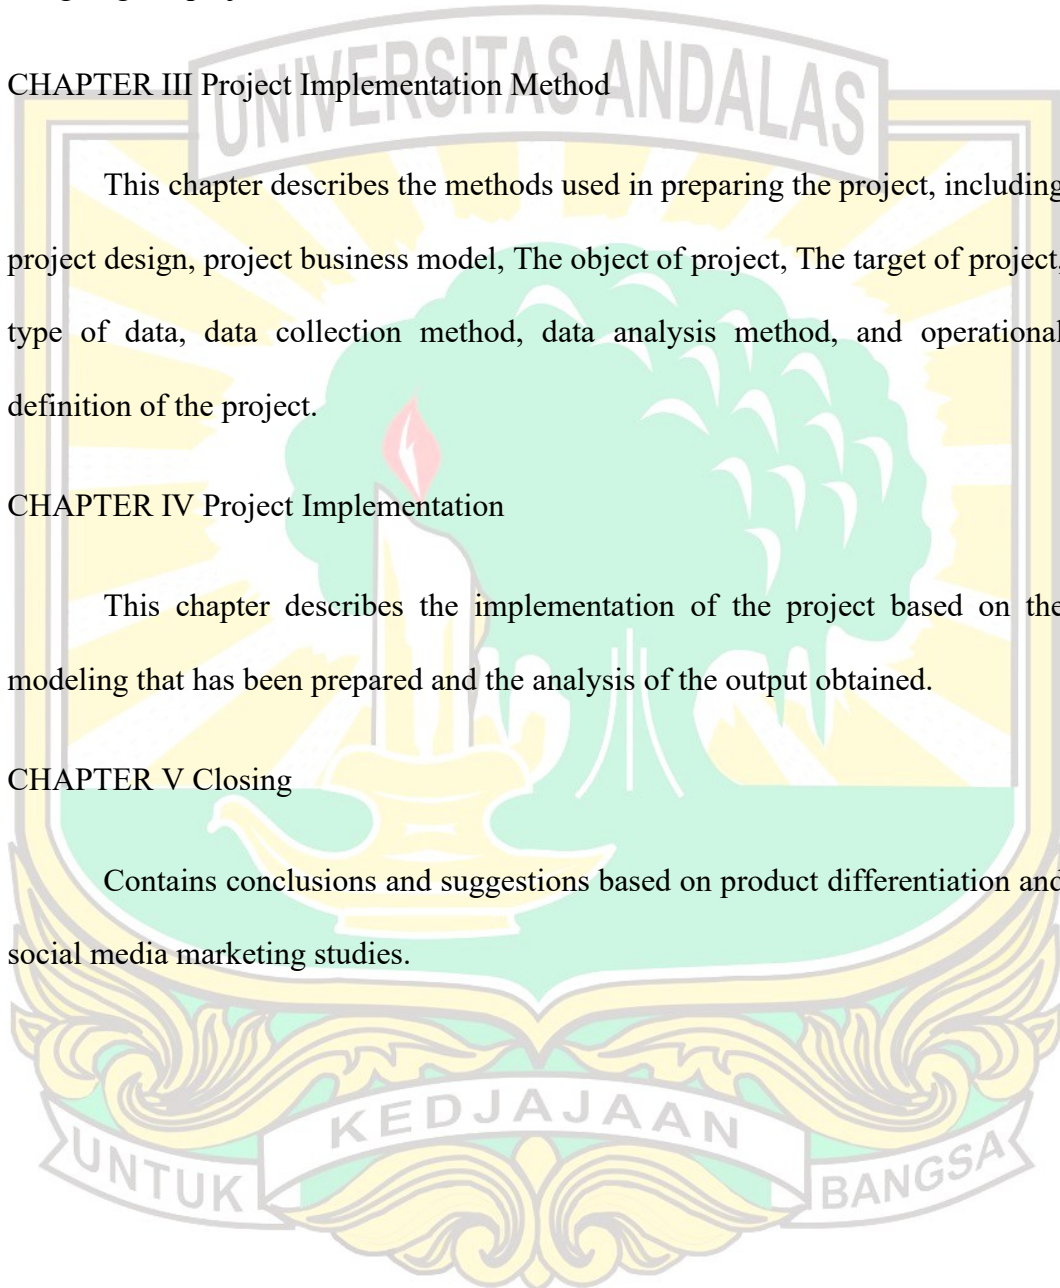 UNIVERSITAS ANDALAS
CHAPTER III Project Implementation Method
This chapter describes the methods used in preparing the project, including
project design, project business model, The object of project, The target of project,
type of data, data collection method, data analysis method, and operational
definition of the project.
CHAPTER IV Project Implementation
This chapter describes the implementation of the project based on the
modeling that has been prepared and the analysis of the output obtained.
CHAPTER V Closing
Contains conclusions and suggestions based on product differentiation and
social media marketing studies.
UNTUK KEDJAJAAN BANGSA